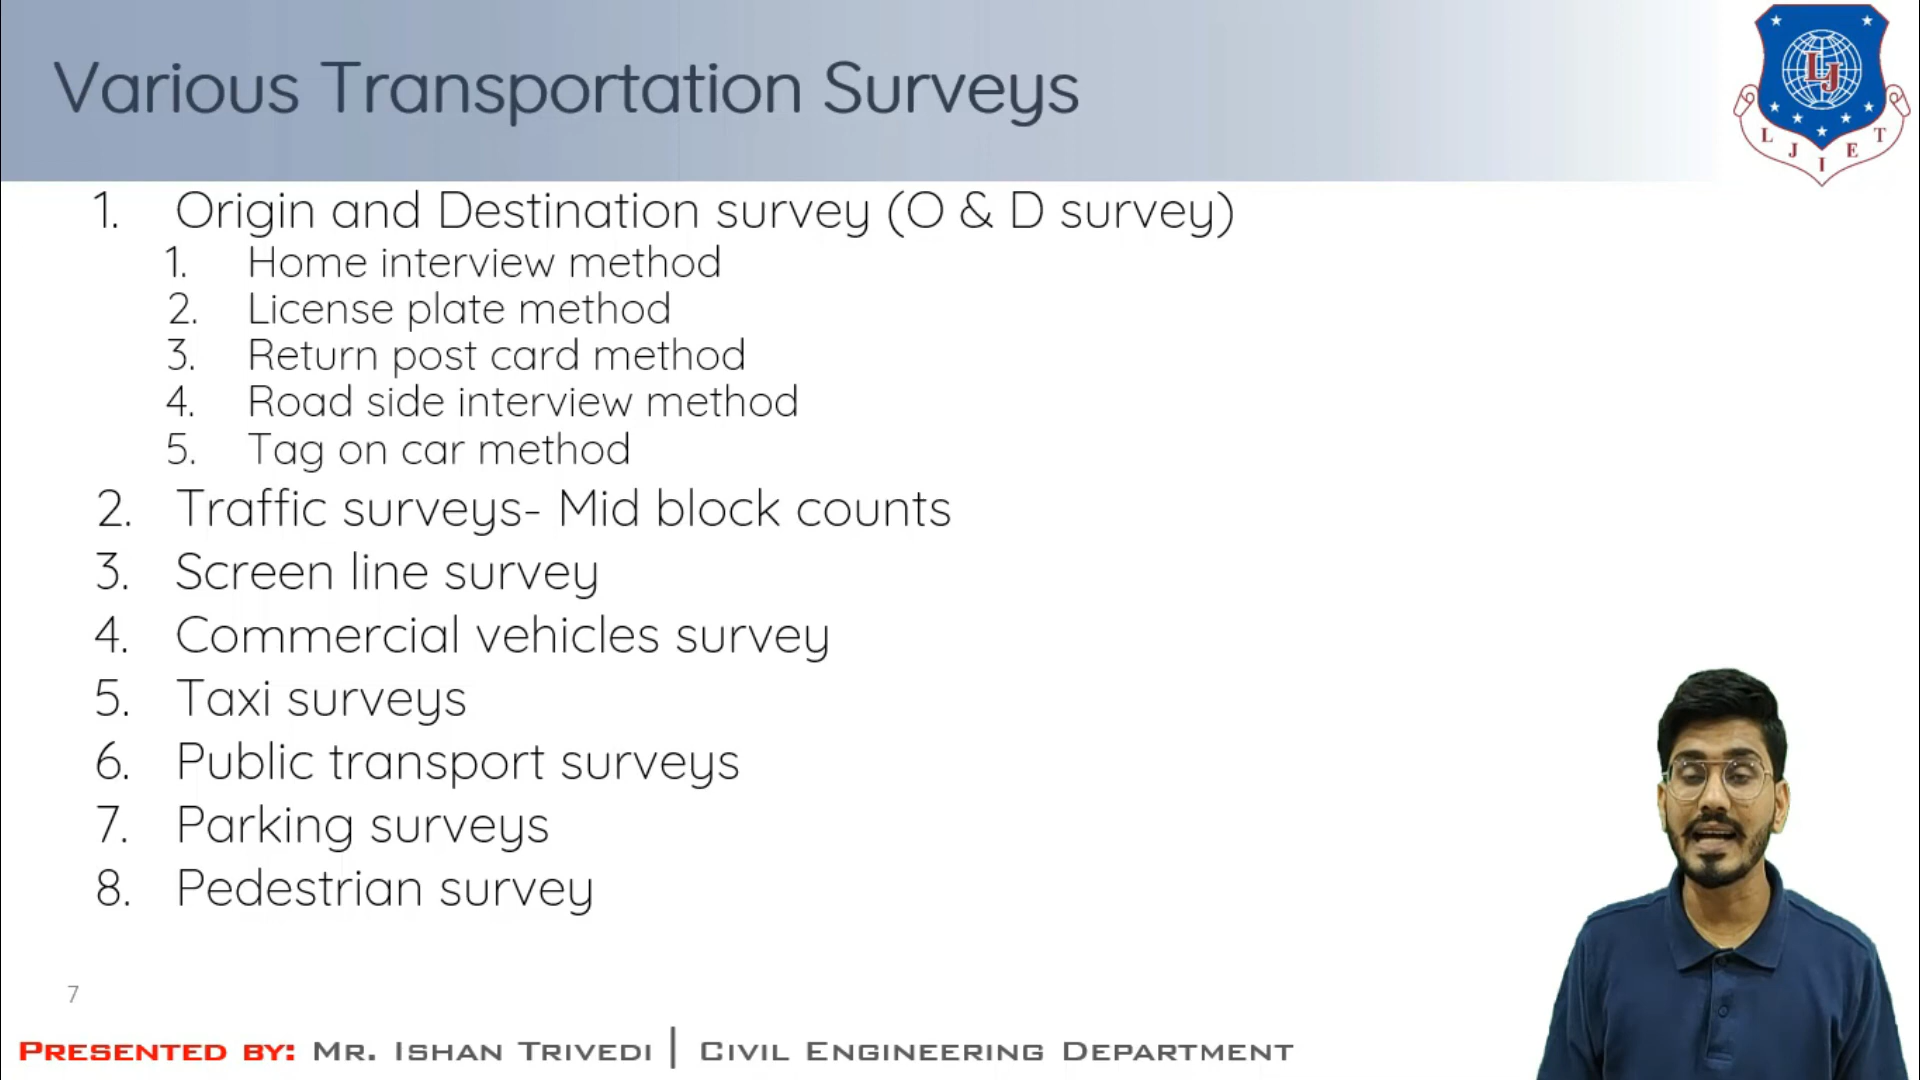 Various Transportation Surveys
LJ
L J I E T
1. Origin and Destination survey (O & D survey)
1. Home interview method
2. License plate method
3. Return post card method
4. Road side interview method
5. Tag on car method
2. Traffic surveys- Mid block counts
3. Screen line survey
4. Commercial vehicles survey
5. Taxi surveys
6. Public transport surveys
7. Parking surveys
8. Pedestrian survey
7
PRESENTED BY: MR. ISHAN TRIVEDI | CIVIL ENGINEERING DEPARTMENT